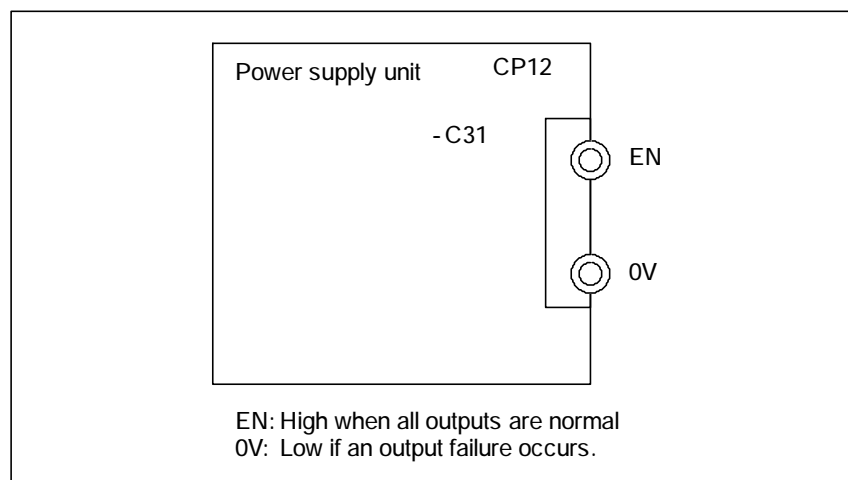 Power supply unit CP12
-C31
EN
0V
EN: High when all outputs are normal
0V: Low if an output failure occurs.